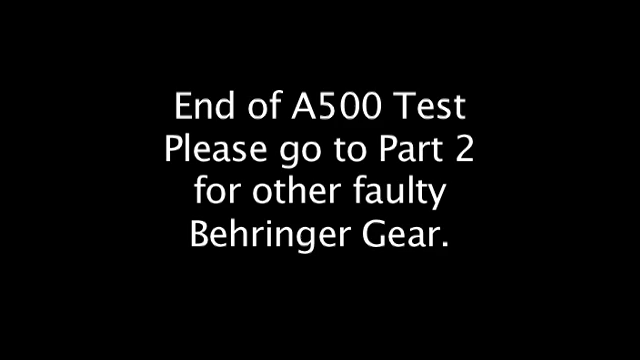 End of A500 Test
Please go to Part 2
for other faulty
Behringer Gear.